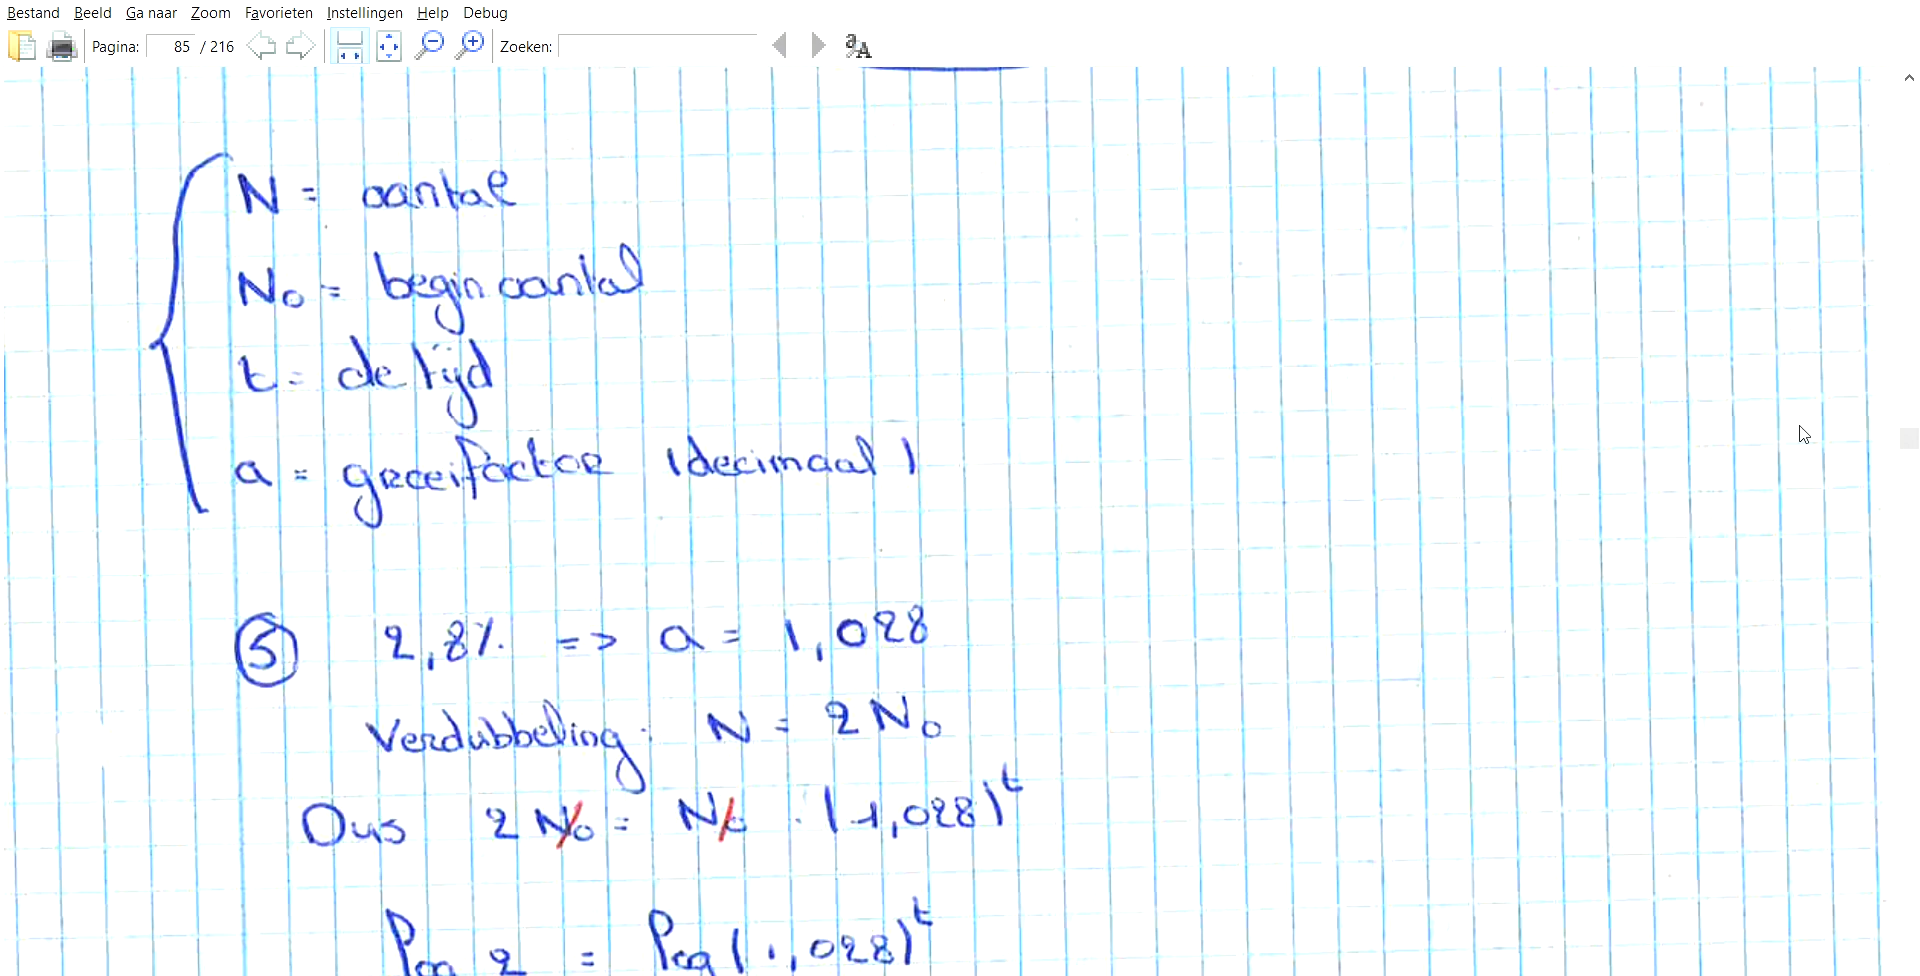 Bestand Beeld Ga naar Zoom Favorieten Instellingen Help Debug
Pagina: 85 / 216 Zoeken:
N = aantal
N₀ = begin aantal
t = de tijd
a = groeifactor (decimaal)
⑤ 2,8% => a = 1,028
Verdubbeling: N = 2 N₀
Dus 2 N₀ = N₀ · (1,028)ᵗ
log 2 = log (1,028)ᵗ